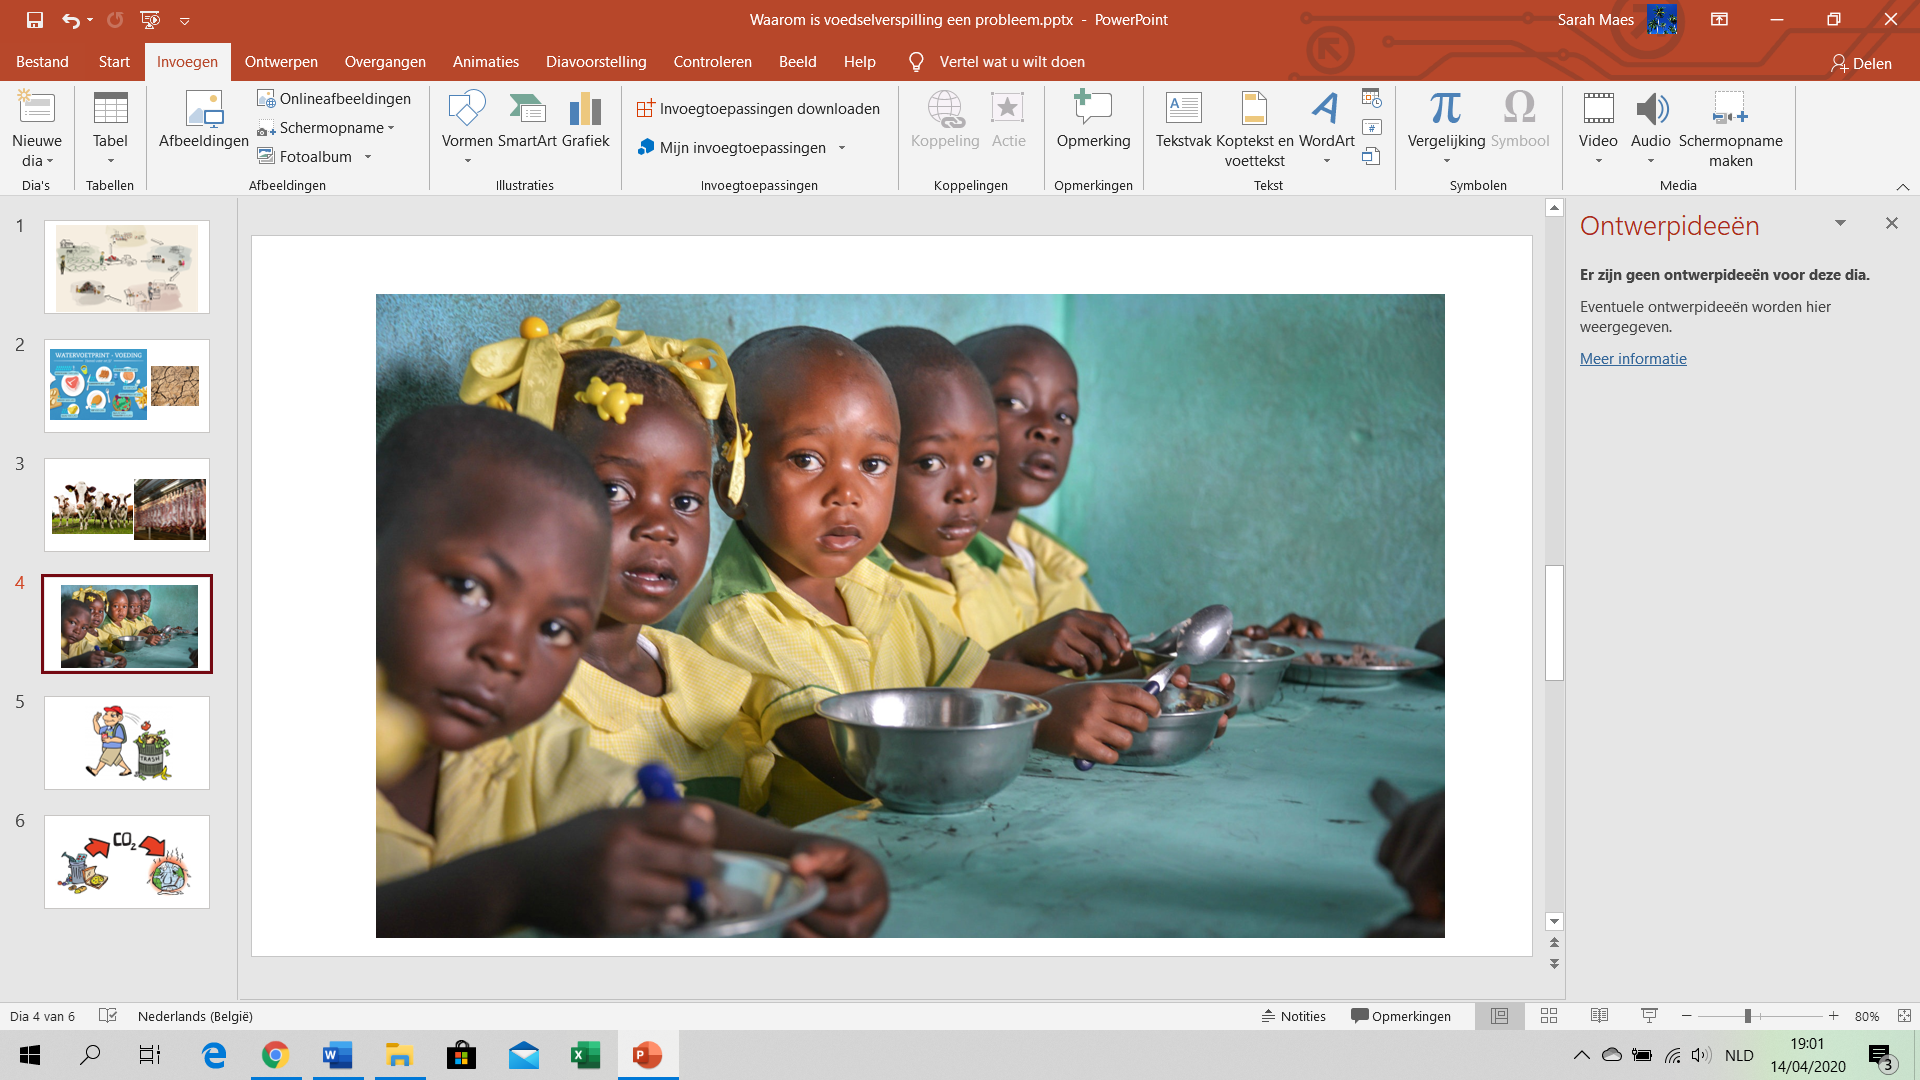 Waarom is voedselverspilling een probleem.pptx - PowerPoint
Sarah Maes
Bestand Start Invoegen Ontwerpen Overgangen Animaties Diavoorstelling Controleren Beeld Help Vertel wat u wilt doen
Delen
Nieuwe dia
Dia's
Tabel
Tabellen
Afbeeldingen
Onlineafbeeldingen
Schermopname
Fotoalbum
Afbeeldingen
Vormen SmartArt Grafiek
Illustraties
Invoegtoepassingen downloaden
Mijn invoegtoepassingen
Invoegtoepassingen
Koppeling Actie
Koppelingen
Opmerking
Opmerkingen
Tekstvak
Koptekst en
voettekst
WordArt
Tekst
Vergelijking Symbool
Symbolen
Video Audio
Schermopname
maken
Media
1
2
WATERVOETPRINT - VOEDING
3
4
5
TRASH
6
CO2
Ontwerpideeën
Er zijn geen ontwerpideeën voor deze dia.
Eventuele ontwerpideeën worden hier
weergegeven.
Meer informatie
Dia 4 van 6 Nederlands (België)
Notities Opmerkingen 80%
NLD
19:01
14/04/2020
3